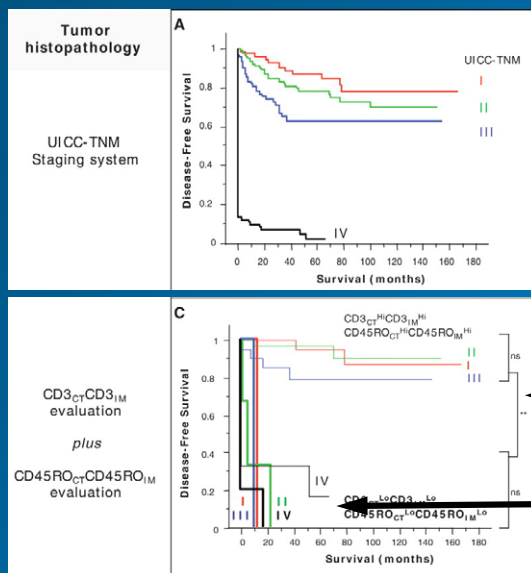 Tumor
histopathology
UICC-TNM
Staging system
A
UICC-TNM
I
II
III
IV
Disease-Free Survival
1
0.8
0.6
0.4
0.2
0
0 20 40 60 80 100 120 140 160 180
Survival (months)
CD3CTCD3IM
evaluation
plus
CD45ROCTCD45ROIM
evaluation
C
CD3CTHiCD3IMHi
CD45ROCTHiCD45ROIMHi
II
I
III
ns
IV
ns
Disease-Free Survival
1
0.8
0.6
0.4
0.2
0
I II
III IV
CD3CTLoCD3IMLo
CD45ROCTLoCD45ROIMLo
0 20 40 60 80 100 120 140 160 180
Survival (months)